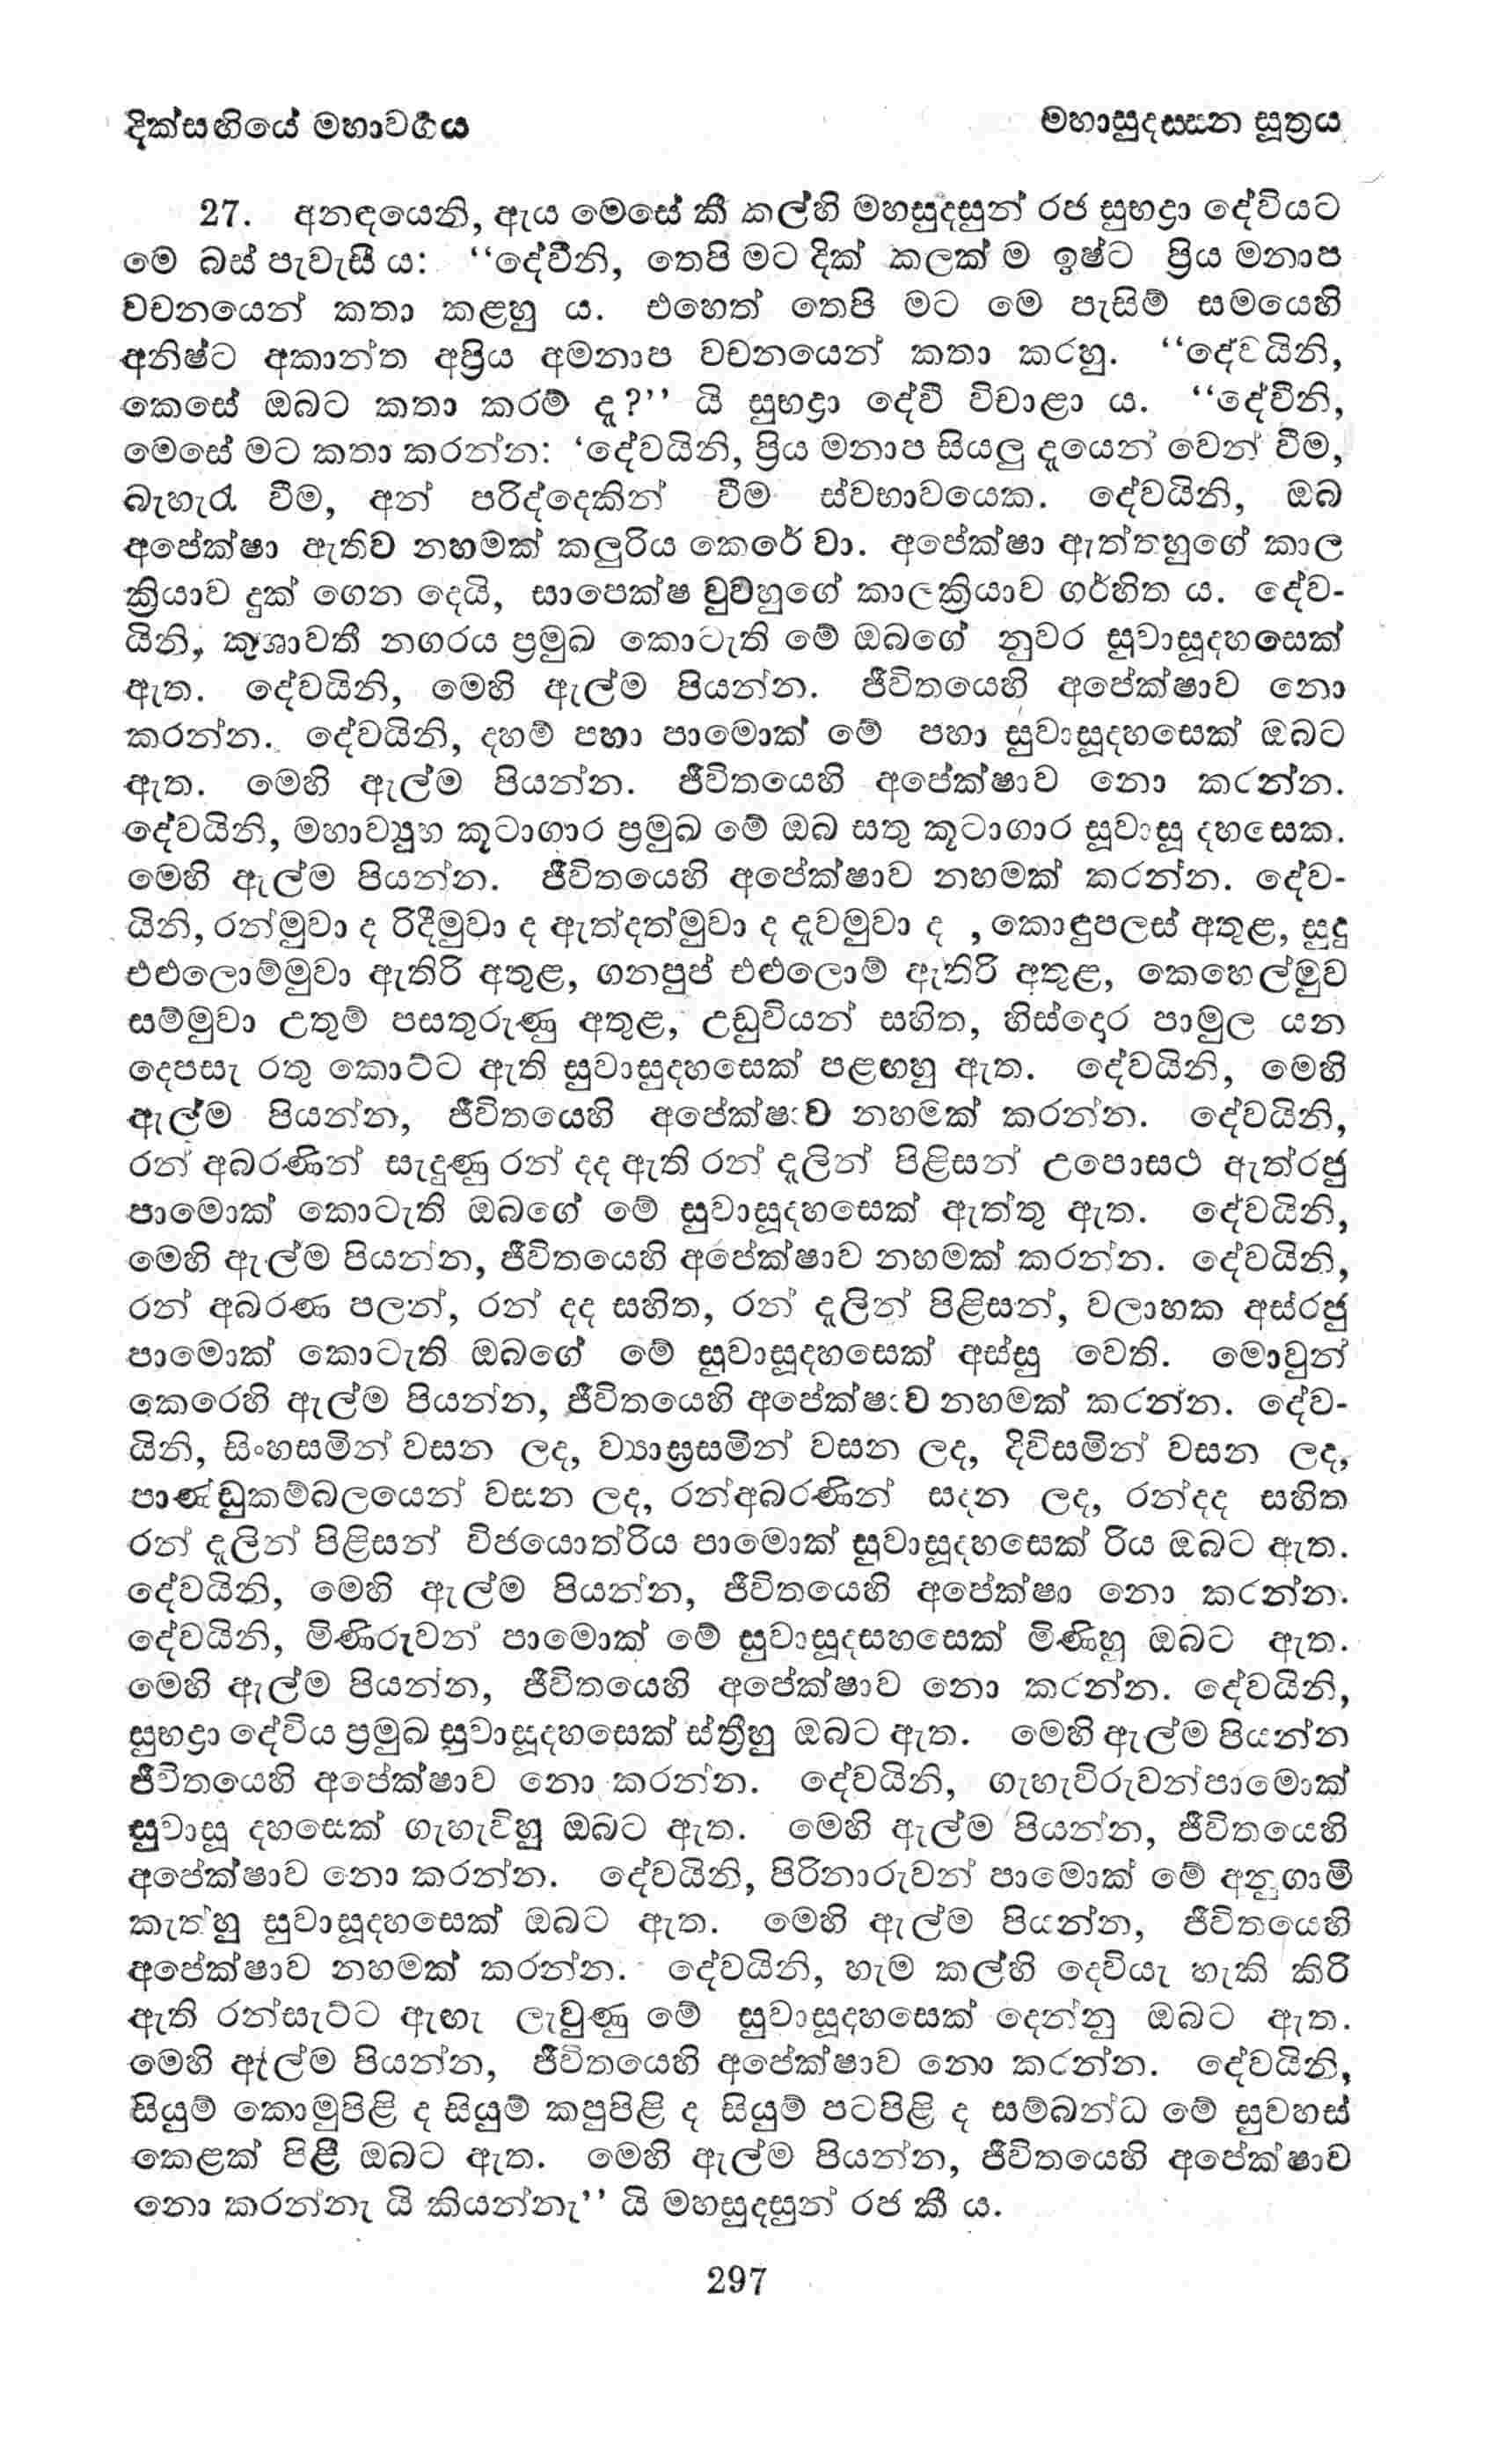 දික්සඟියේ මහාවර්‍ගය
මහාසුදස්සන සූත්‍රය
27. අනඳයෙනි, ඇය මෙසේ කී කල්හි මහසුදසුන් රජ සුභද්‍රා දේවියට
මෙ බස් පැවැසී ය: “දේවීනි, තෙපි මට දික් කලක් ම ඉෂ්ට ප්‍රිය මනාප
වචනයෙන් කතා කළහු ය. එහෙත් තෙපි මට මෙ පැසිම් සමයෙහි
අනිෂ්ට අකාන්ත අප්‍රිය අමනාප වචනයෙන් කතා කරහු. “දේවයිනි,
කෙසේ ඔබට කතා කරම් ද?” යි සුභද්‍රා දේවී විචාළා ය. “දේවීනි,
මෙසේ මට කතා කරන්න: ‘දේවයිනි, ප්‍රිය මනාප සියලු දෑයෙන් වෙන් වීම,
බැහැර වීම, අන් පරිද්දෙකින් වීම ස්වභාවයෙක. දේවයිනි, ඔබ
අපේක්ෂා ඇතිව නහමක් කලුරිය කෙරේ වා. අපේක්ෂා ඇත්තහුගේ කාල
ක්‍රියාව දුක් ගෙන දෙයි, සාපෙක්ෂ වූවහුගේ කාලක්‍රියාව ගර්හිත ය. දේව-
යිනි, කුශාවතී නගරය ප්‍රමුඛ කොටැති මේ ඔබගේ නුවර සුවාසූදහසෙක්
ඇත. දේවයිනි, මෙහි ඇල්ම පියන්න. ජීවිතයෙහි අපේක්ෂාව නො
කරන්න. දේවයිනි, දහම් පහා පාමොක් මේ පහා සුවාසූදහසෙක් ඔබට
ඇත. මෙහි ඇල්ම පියන්න. ජීවිතයෙහි අපේක්ෂාව නො කරන්න.
දේවයිනි, මහාව්‍යූහ කූටාගාර ප්‍රමුඛ මේ ඔබ සතු කූටාගාර සූවාසූ දහසෙක.
මෙහි ඇල්ම පියන්න. ජීවිතයෙහි අපේක්ෂාව නහමක් කරන්න. දේව-
යිනි, රන්මුවා ද රිදීමුවා ද ඇත්දත්මුවා ද දැවමුවා ද , කොඳුපලස් අතුළ, සුදු
එළුලොම්මුවා ඇතිරි අතුළ, ගනපුප් එළුලොම් ඇතිරි අතුළ, කෙහෙල්මුව
සම්මුවා උතුම් පසතුරුණු අතුළ, උඩුවියන් සහිත, හිස්දොර පාමුල යන
දෙපසැ රතු කොට්ට ඇති සුවාසුදහසෙක් පළඟහු ඇත. දේවයිනි, මෙහි
ඇල්ම පියන්න, ජීවිතයෙහි අපේක්ෂාව නහමක් කරන්න. දේවයිනි,
රන් අබරණින් සැදුණු රන් දද ඇති රන් දැලින් පිළිසන් උපොසථ ඇත්රජු
පාමොක් කොටැති ඔබගේ මේ සුවාසූදහසෙක් ඇත්තු ඇත. දේවයිනි,
මෙහි ඇල්ම පියන්න, ජීවිතයෙහි අපේක්ෂාව නහමක් කරන්න. දේවයිනි,
රන් අබරණ පලන්, රන් දද සහිත, රන් දැලින් පිළිසන්, වලාහක අස්රජු
පාමොක් කොටැති ඔබගේ මේ සුවාසූදහසෙක් අස්සු වෙති. මොවුන්
කෙරෙහි ඇල්ම පියන්න, ජීවිතයෙහි අපේක්ෂාව නහමක් කරන්න. දේව-
යිනි, සිංහසමින් වසන ලද, ව්‍යාඝ්‍රසමින් වසන ලද, දිවිසමින් වසන ලද,
පාණ්ඩුකම්බලයෙන් වසන ලද, රන්අබරණින් සදන ලද, රන්දද සහිත
රන් දැලින් පිළිසන් විජයොත්රිය පාමොක් සුවාසූදහසෙක් රිය ඔබට ඇත.
දේවයිනි, මෙහි ඇල්ම පියන්න, ජීවිතයෙහි අපේක්ෂා නො කරන්න.
දේවයිනි, මිණිරුවන් පාමොක් මේ සුවාසූදසහසෙක් මිණිහු ඔබට ඇත.
මෙහි ඇල්ම පියන්න, ජීවිතයෙහි අපේක්ෂාව නො කරන්න. දේවයිනි,
සුභද්‍රා දේවිය ප්‍රමුඛ සුවාසූදහසෙක් ස්ත්‍රීහු ඔබට ඇත. මෙහි ඇල්ම පියන්න
ජීවිතයෙහි අපේක්ෂාව නො කරන්න. දේවයිනි, ගැහැවිරුවන්පාමොක්
සුවාසූ දහසෙක් ගැහැවිහු ඔබට ඇත. මෙහි ඇල්ම පියන්න, ජීවිතයෙහි
අපේක්ෂාව නො කරන්න. දේවයිනි, පිරිනාරුවන් පාමොක් මේ අනුගාමී
කැත්හු සුවාසූදහසෙක් ඔබට ඇත. මෙහි ඇල්ම පියන්න, ජීවිතයෙහි
අපේක්ෂාව නහමක් කරන්න. දේවයිනි, හැම කල්හි දෙවියැ හැකි කිරි
ඇති රන්සැට්ට ඇඟැ ලැවුණු මේ සුවාසූදහසෙක් දෙන්නු ඔබට ඇත.
මෙහි ඇල්ම පියන්න, ජීවිතයෙහි අපේක්ෂාව නො කරන්න. දේවයිනි,
සියුම් කොමුපිළි ද සියුම් කපුපිළි ද සියුම් පටපිළි ද සම්බන්ධ මේ සුවහස්
කෙළක් පිළී ඔබට ඇත. මෙහි ඇල්ම පියන්න, ජීවිතයෙහි අපේක්ෂාව
නො කරන්නැ යි කියන්නැ” යි මහසුදසුන් රජ කී ය.
297